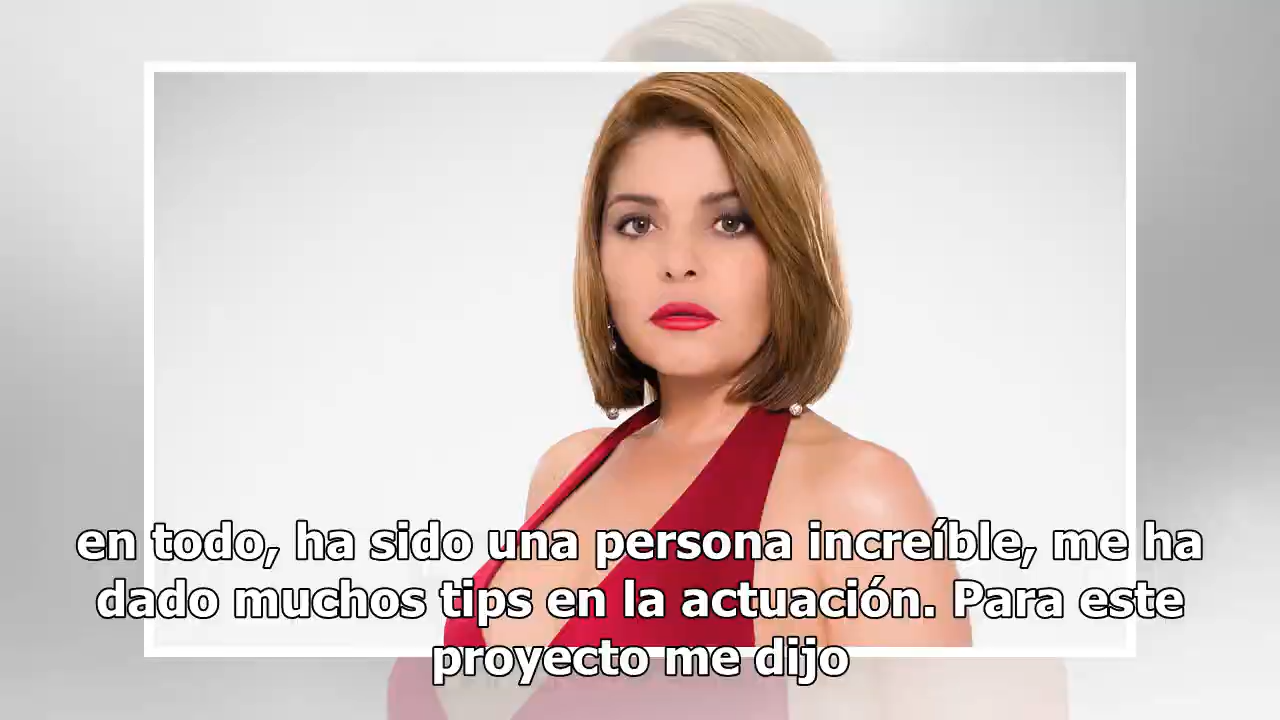 en todo, ha sido una persona increíble, me ha
dado muchos tips en la actuación. Para este
proyecto me dijo